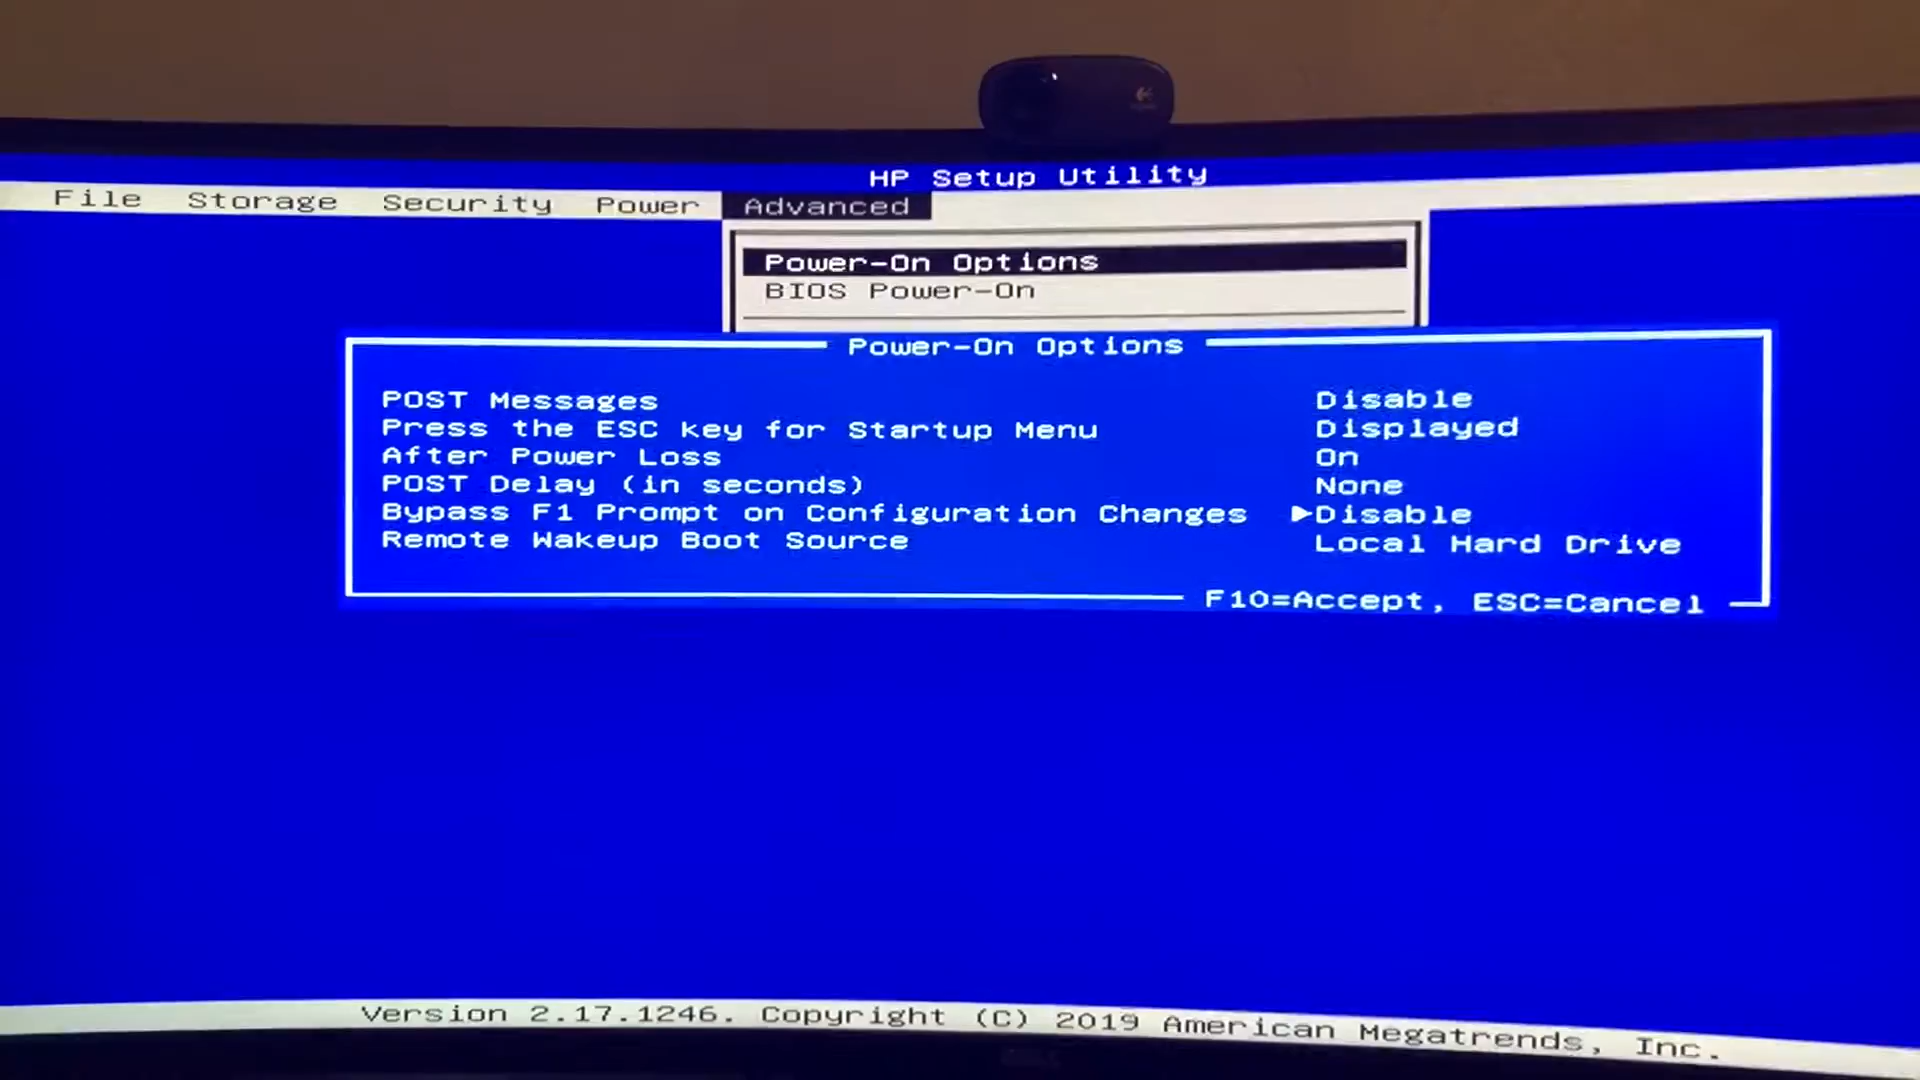 HP Setup Utility
File Storage Security Power Advanced
Power-On Options
BIOS Power-On
Power-On Options
POST Messages Disable
Press the ESC key for Startup Menu Displayed
After Power Loss On
POST Delay (in seconds) None
Bypass F1 Prompt on Configuration Changes ▶Disable
Remote Wakeup Boot Source Local Hard Drive
F10=Accept, ESC=Cancel
Version 2.17.1246. Copyright (C) 2019 American Megatrends, Inc.